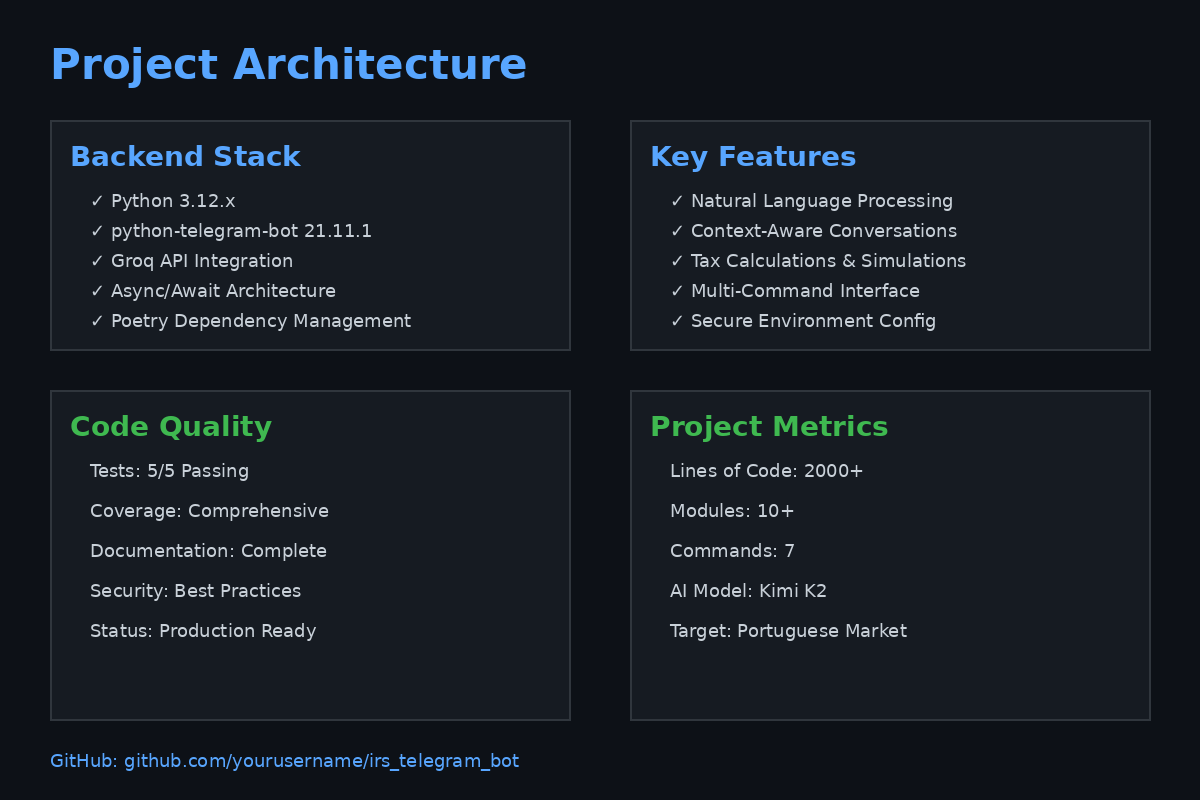 Project Architecture
Backend Stack
✓ Python 3.12.x
✓ python-telegram-bot 21.11.1
✓ Groq API Integration
✓ Async/Await Architecture
✓ Poetry Dependency Management
Key Features
✓ Natural Language Processing
✓ Context-Aware Conversations
✓ Tax Calculations & Simulations
✓ Multi-Command Interface
✓ Secure Environment Config
Code Quality
Tests: 5/5 Passing
Coverage: Comprehensive
Documentation: Complete
Security: Best Practices
Status: Production Ready
Project Metrics
Lines of Code: 2000+
Modules: 10+
Commands: 7
AI Model: Kimi K2
Target: Portuguese Market
GitHub: github.com/yourusername/irs_telegram_bot